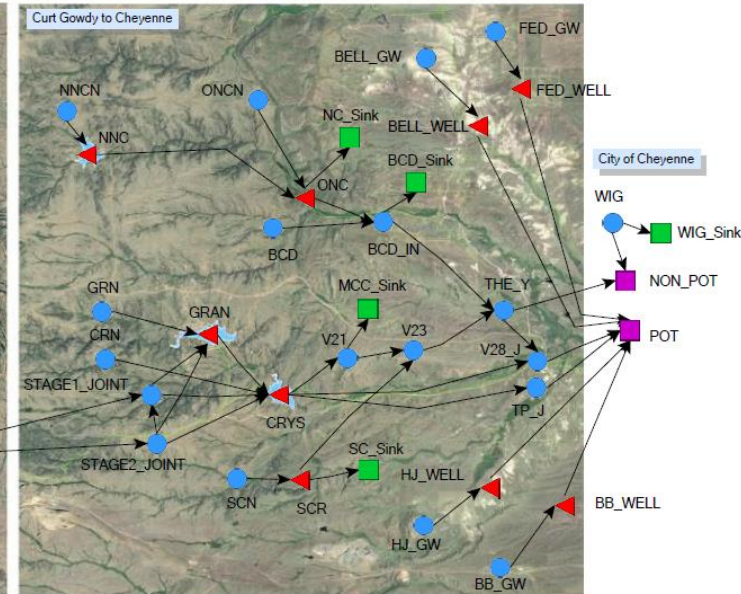 Curt Gowdy to Cheyenne
FED_GW
BELL_GW
NNCN
ONCN
FED_WELL
NC_Sink
BELL_WELL
NNC
BCD_Sink
City of Cheyenne
ONC
WIG
WIG_Sink
BCD
BCD_IN
NON_POT
GRN
MCC_Sink
THE_Y
GRAN
CRN
V21
V23
POT
V28_J
STAGE1_JOINT
TP_J
CRYS
STAGE2_JOINT
SC_Sink
HJ_WELL
SCN
SCR
BB_WELL
HJ_GW
BB_GW